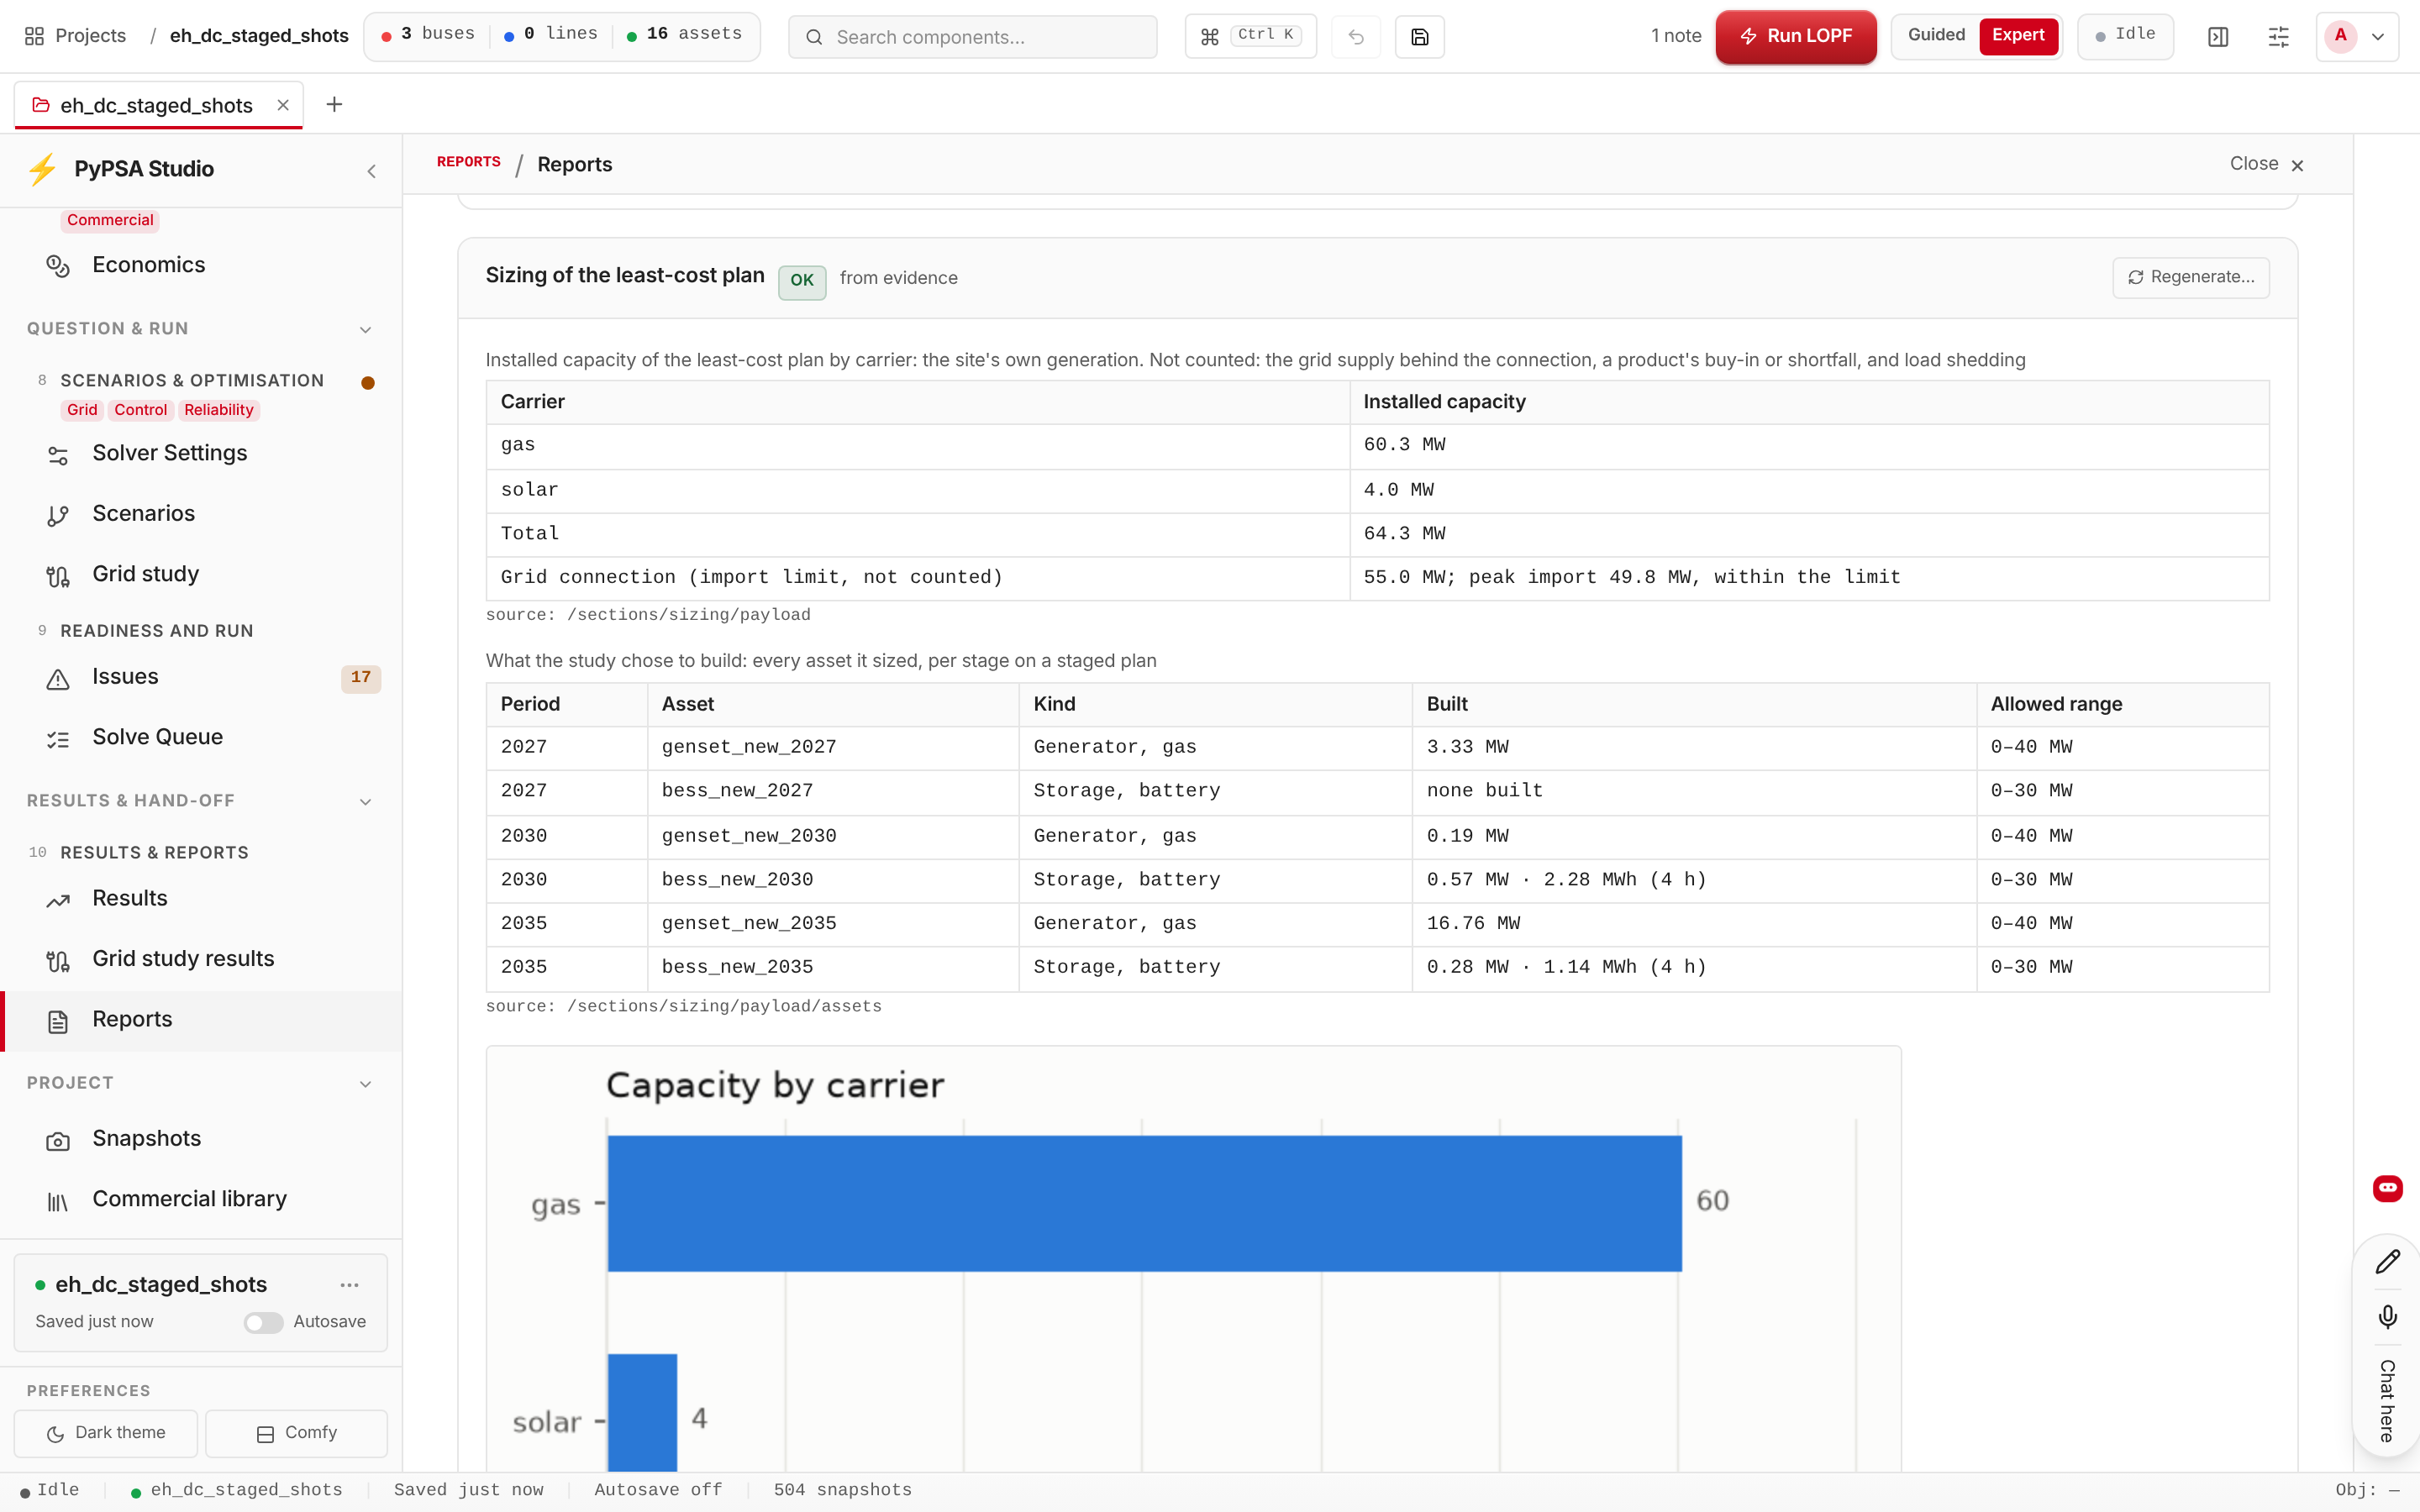 Projects / eh_dc_staged_shots
3 buses 0 lines 16 assets
Search components...
Ctrl K
1 note
Run LOPF
Guided Expert
Idle
A
eh_dc_staged_shots
PyPSA Studio
Commercial
Economics
QUESTION & RUN
8 SCENARIOS & OPTIMISATION
Grid Control Reliability
Solver Settings
Scenarios
Grid study
9 READINESS AND RUN
Issues 17
Solve Queue
RESULTS & HAND-OFF
10 RESULTS & REPORTS
Results
Grid study results
Reports
PROJECT
Snapshots
Commercial library
eh_dc_staged_shots ...
Saved just now Autosave
PREFERENCES
Dark theme Comfy
REPORTS / Reports
Close
Sizing of the least-cost plan OK from evidence
Regenerate...
Installed capacity of the least-cost plan by carrier: the site's own generation. Not counted: the grid supply behind the connection, a product's buy-in or shortfall, and load shedding
Carrier Installed capacity
gas 60.3 MW
solar 4.0 MW
Total 64.3 MW
Grid connection (import limit, not counted) 55.0 MW; peak import 49.8 MW, within the limit
source: /sections/sizing/payload
What the study chose to build: every asset it sized, per stage on a staged plan
Period Asset Kind Built Allowed range
2027 genset_new_2027 Generator, gas 3.33 MW 0–40 MW
2027 bess_new_2027 Storage, battery none built 0–30 MW
2030 genset_new_2030 Generator, gas 0.19 MW 0–40 MW
2030 bess_new_2030 Storage, battery 0.57 MW · 2.28 MWh (4 h) 0–30 MW
2035 genset_new_2035 Generator, gas 16.76 MW 0–40 MW
2035 bess_new_2035 Storage, battery 0.28 MW · 1.14 MWh (4 h) 0–30 MW
source: /sections/sizing/payload/assets
Capacity by carrier
gas 60
solar 4
Chat here
Idle eh_dc_staged_shots Saved just now Autosave off 504 snapshots
Obj: —